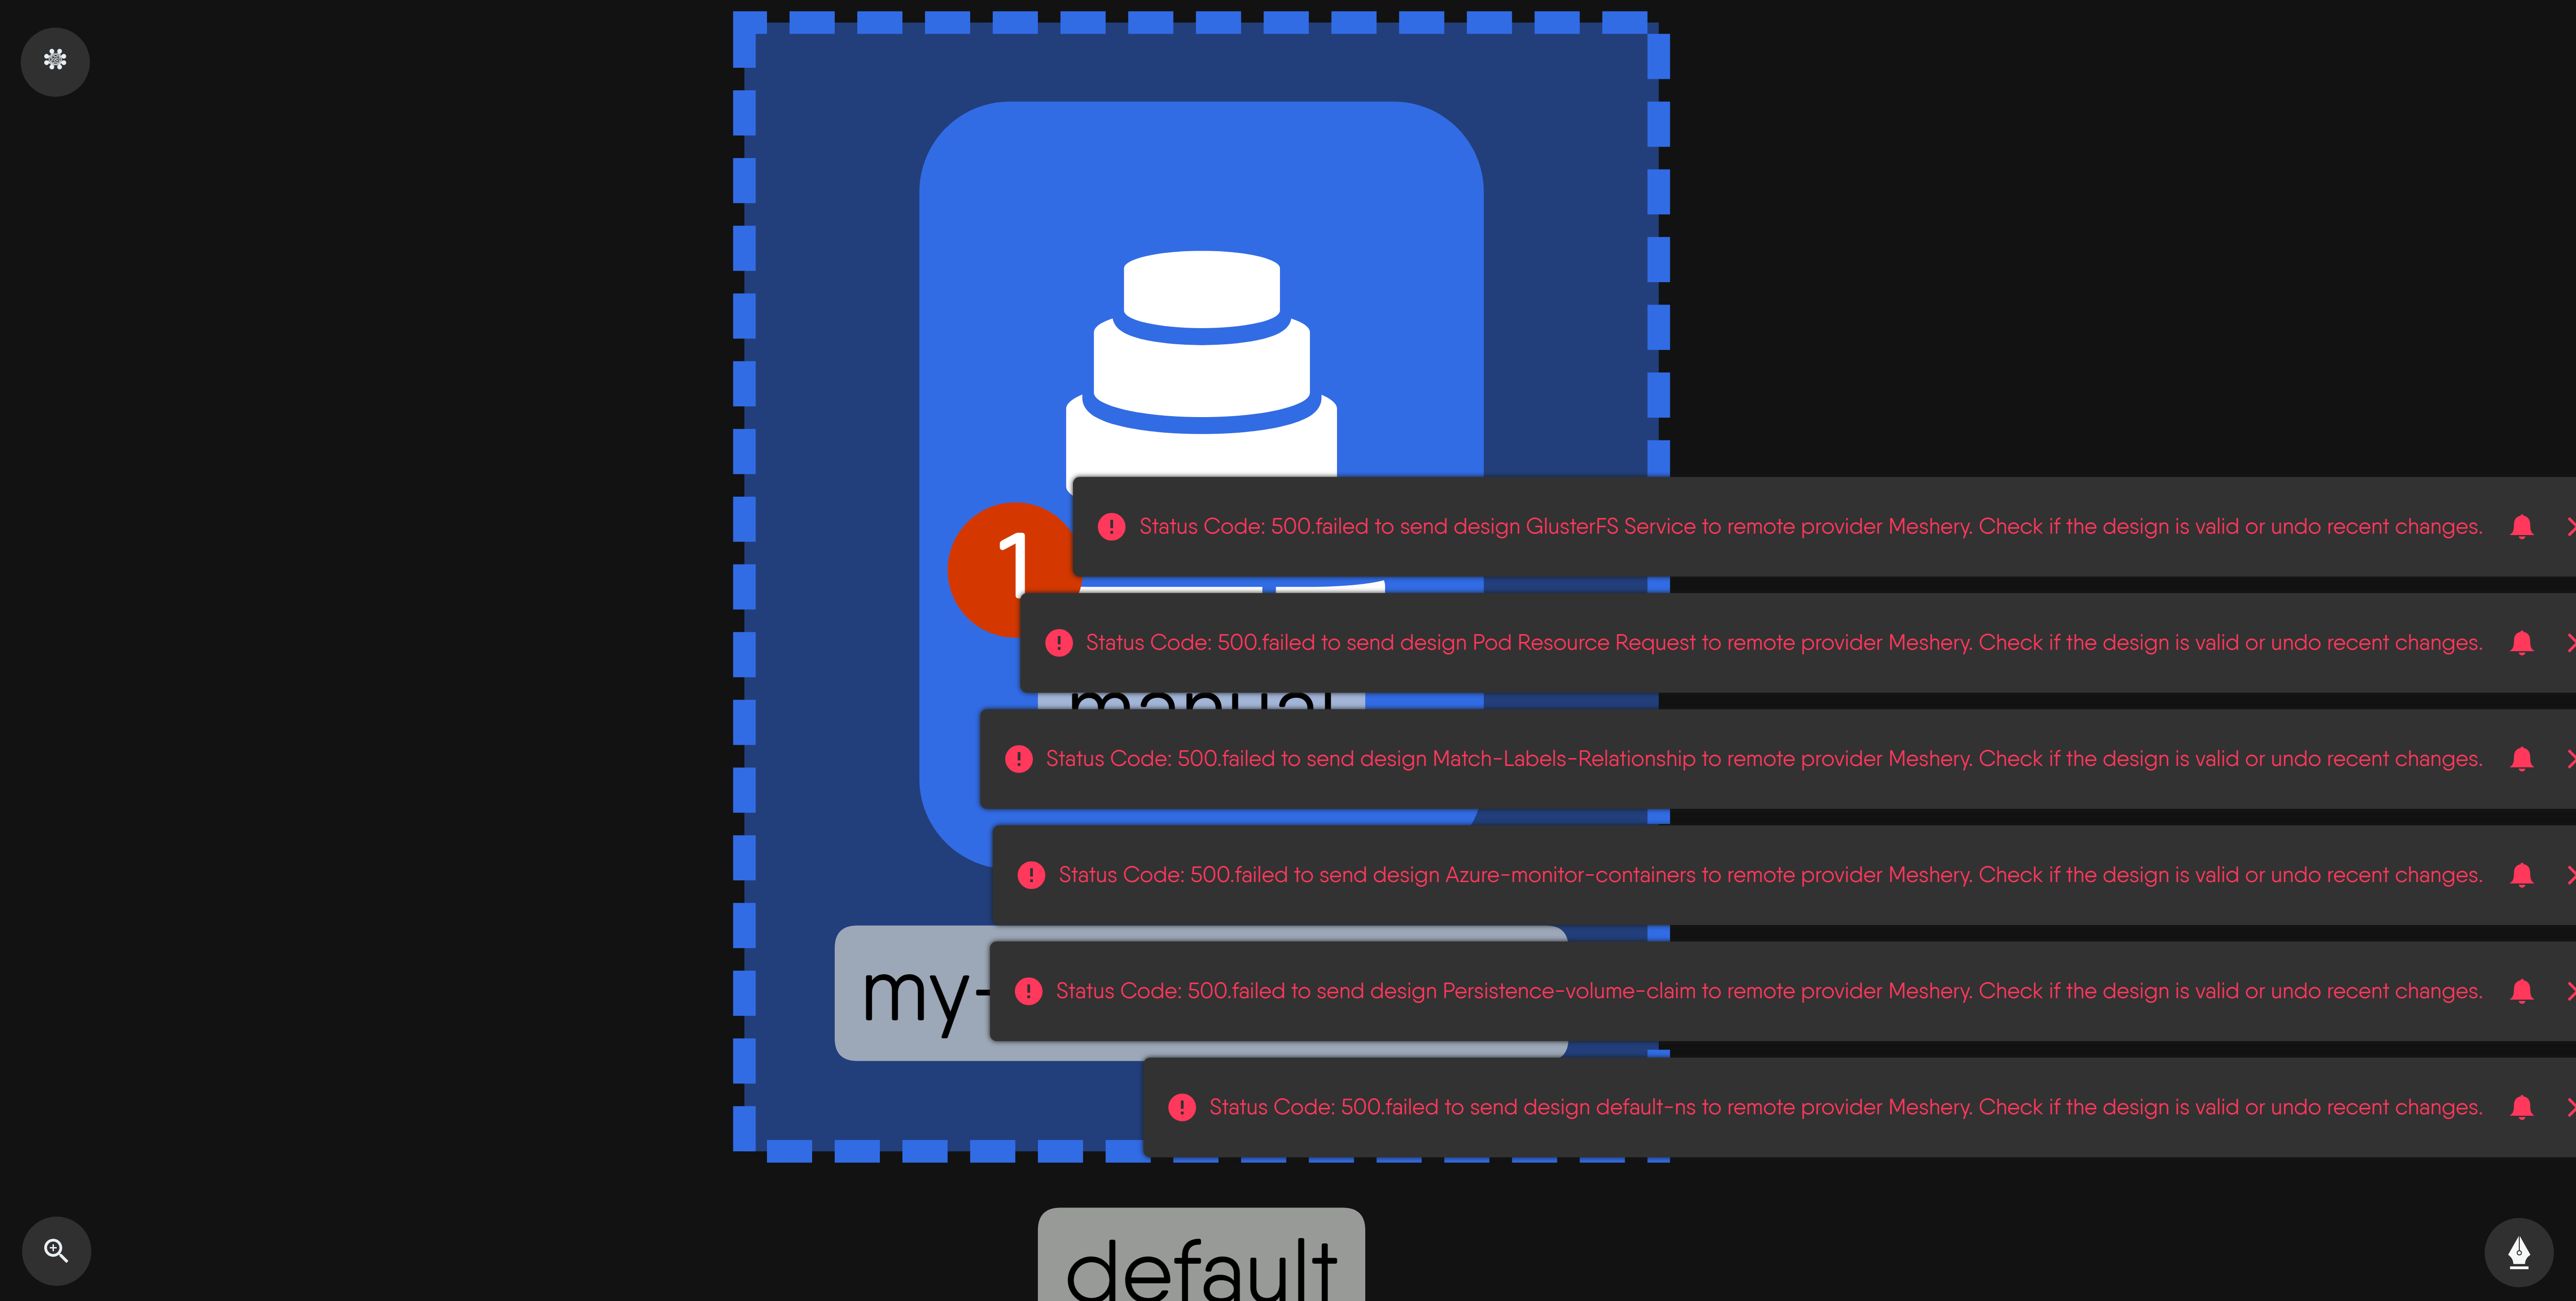 Status Code: 500.failed to send design GlusterFS Service to remote provider Meshery. Check if the design is valid or undo recent changes.
1
Status Code: 500.failed to send design Pod Resource Request to remote provider Meshery. Check if the design is valid or undo recent changes.
manual
Status Code: 500.failed to send design Match-Labels-Relationship to remote provider Meshery. Check if the design is valid or undo recent changes.
Status Code: 500.failed to send design Azure-monitor-containers to remote provider Meshery. Check if the design is valid or undo recent changes.
my-
Status Code: 500.failed to send design Persistence-volume-claim to remote provider Meshery. Check if the design is valid or undo recent changes.
Status Code: 500.failed to send design default-ns to remote provider Meshery. Check if the design is valid or undo recent changes.
default